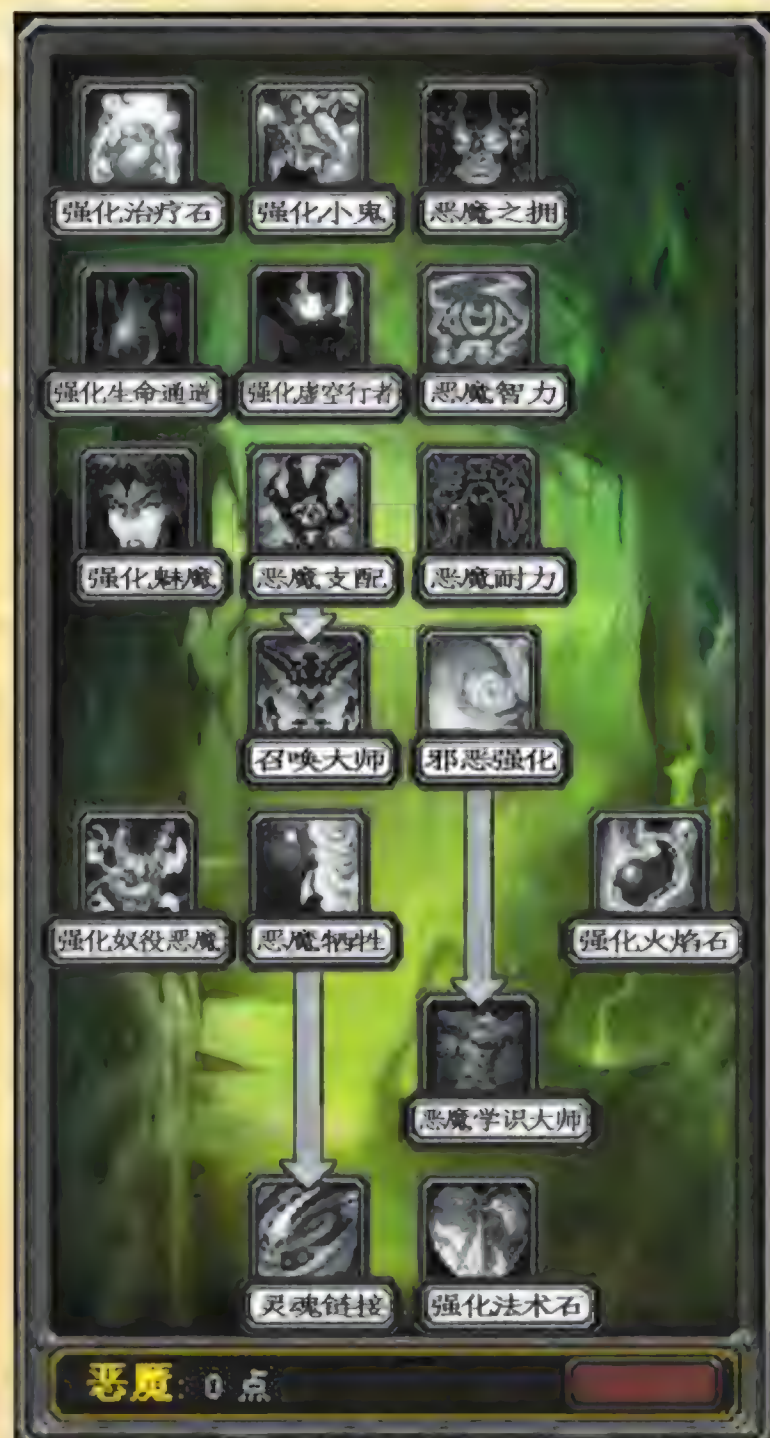 强化治疗石 强化小鬼 恶魔之拥
强化生命通道 强化虚空行者 恶魔智力
强化魅魔 恶魔支配 恶魔耐力
召唤大师 邪恶强化
强化奴役恶魔 恶魔牺牲 强化火焰石
恶魔学识大师
灵魂链接 强化法术石
恶魔: 0 点